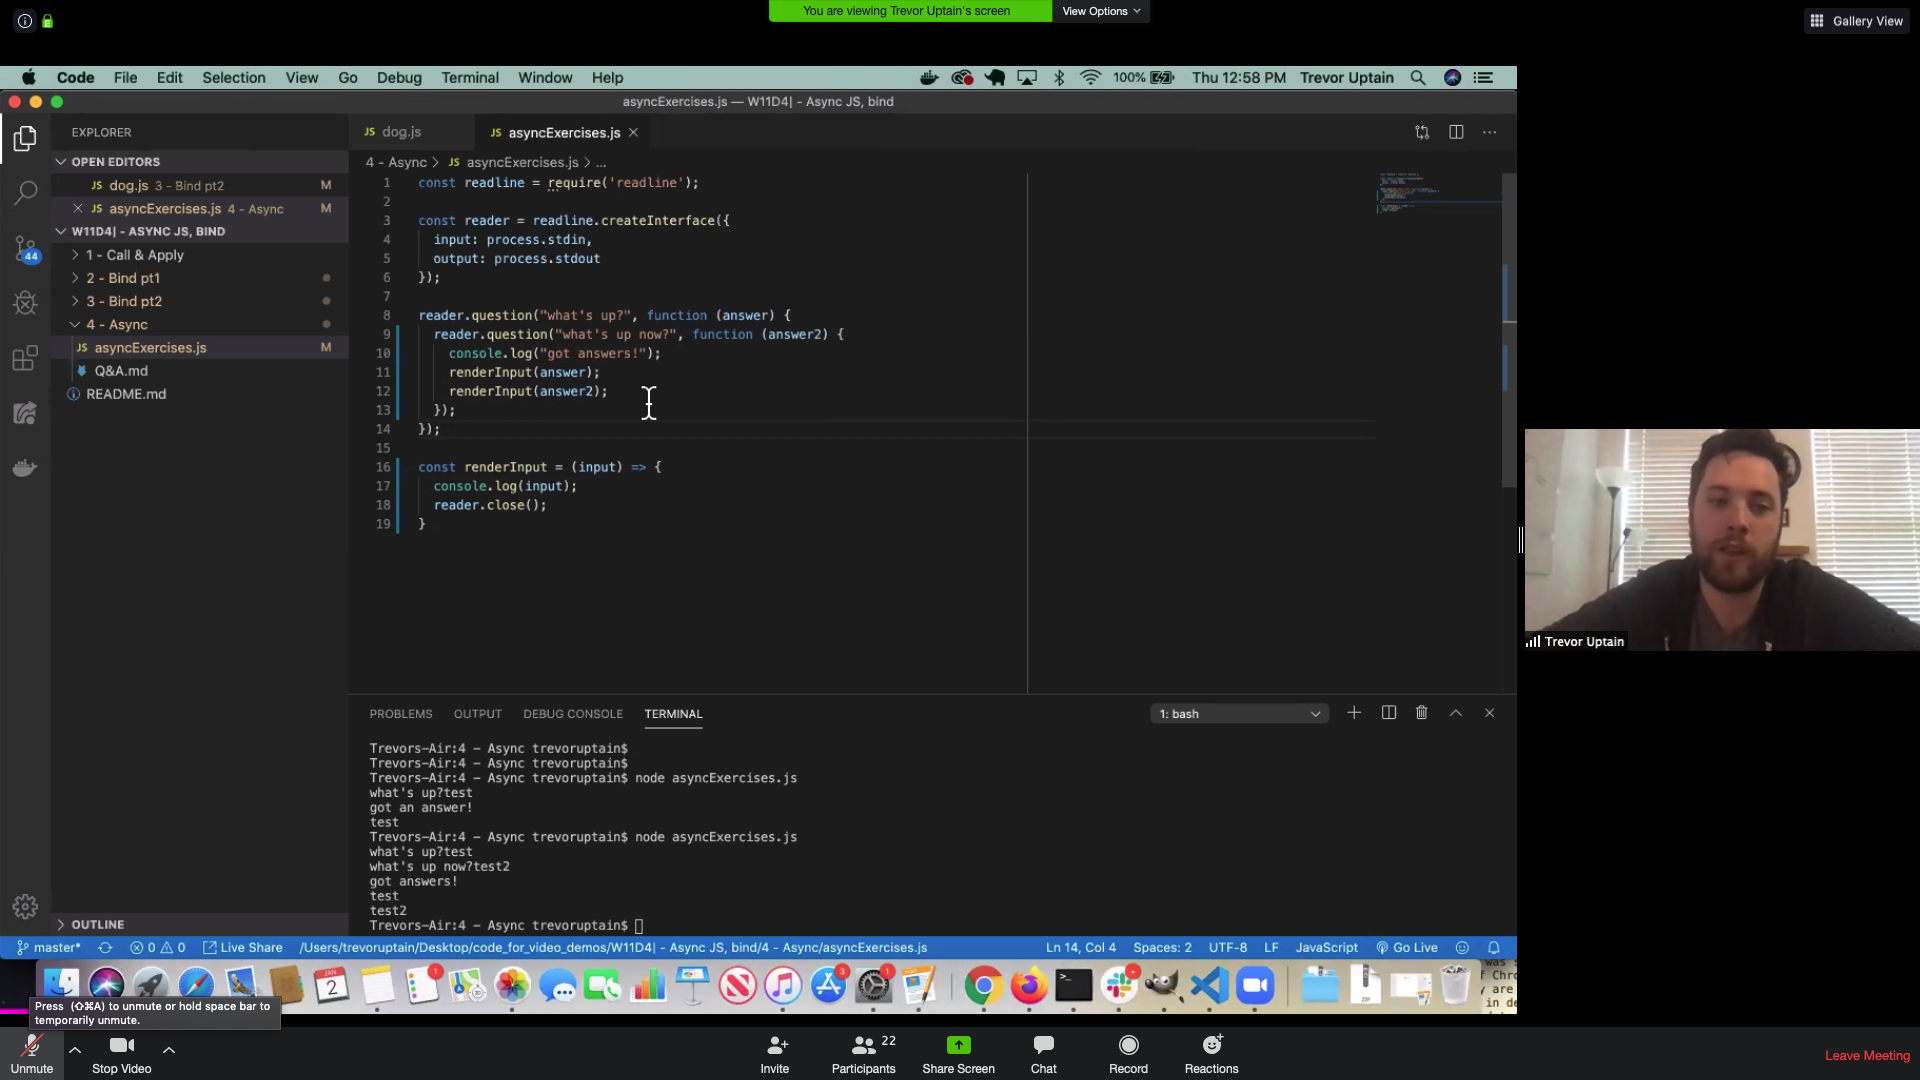 You are viewing Trevor Uptain's screen
View Options
Gallery View
Code File Edit Selection View Go Debug Terminal Window Help
100%
Thu 12:58 PM
Trevor Uptain
asyncExercises.js — W11D4| - Async JS, bind
EXPLORER
OPEN EDITORS
JS dog.js 3 - Bind pt2 M
JS asyncExercises.js 4 - Async M
W11D4| - ASYNC JS, BIND
44
1 - Call & Apply
2 - Bind pt1
3 - Bind pt2
4 - Async
JS asyncExercises.js M
Q&A.md
README.md
OUTLINE
JS dog.js
JS asyncExercises.js
4 - Async > JS asyncExercises.js > ...
1 const readline = require('readline');
2
3 const reader = readline.createInterface({
4 input: process.stdin,
5 output: process.stdout
6 });
7
8 reader.question("what's up?", function (answer) {
9 reader.question("what's up now?", function (answer2) {
10 console.log("got answers!");
11 renderInput(answer);
12 renderInput(answer2);
13 });
14 });
15
16 const renderInput = (input) => {
17 console.log(input);
18 reader.close();
19 }
PROBLEMS OUTPUT DEBUG CONSOLE TERMINAL
1: bash
Trevors-Air:4 - Async trevoruptain$
Trevors-Air:4 - Async trevoruptain$
Trevors-Air:4 - Async trevoruptain$ node asyncExercises.js
what's up?test
got an answer!
test
Trevors-Air:4 - Async trevoruptain$ node asyncExercises.js
what's up?test
what's up now?test2
got answers!
test
test2
Trevors-Air:4 - Async trevoruptain$
master* 0 0 Live Share /Users/trevoruptain/Desktop/code_for_video_demos/W11D4| - Async JS, bind/4 - Async/asyncExercises.js
Ln 14, Col 4 Spaces: 2 UTF-8 LF JavaScript Go Live
JAN
2
1
3
1
ZIP
Trevor Uptain
Press (⇧⌘A) to unmute or hold space bar to
temporarily unmute.
Unmute
Stop Video
Invite
22
Participants
Share Screen
Chat
Record
Reactions
Leave Meeting